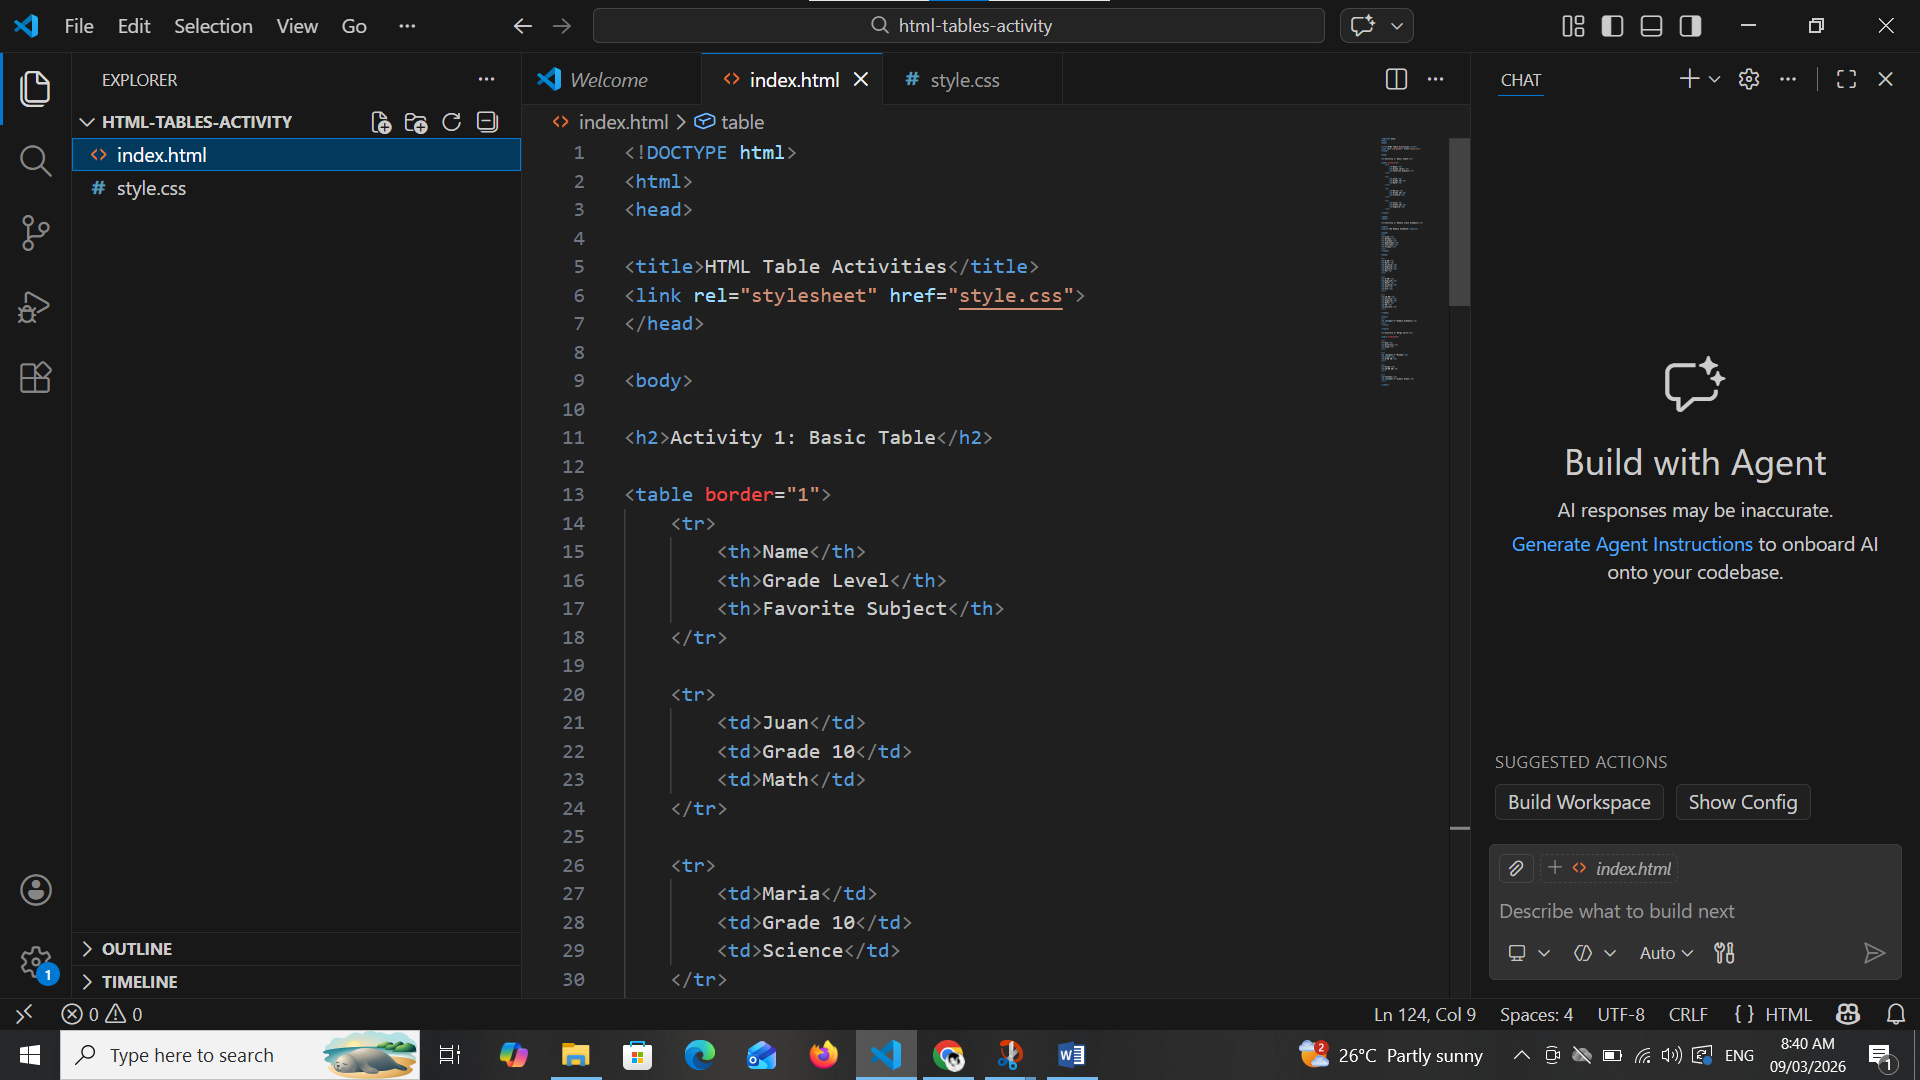 File Edit Selection View Go ···
html-tables-activity
EXPLORER
HTML-TABLES-ACTIVITY
index.html
style.css
OUTLINE
TIMELINE
Welcome
index.html
style.css
index.html > table
1 <!DOCTYPE html>
2 <html>
3 <head>
4
5 <title>HTML Table Activities</title>
6 <link rel="stylesheet" href="style.css">
7 </head>
8
9 <body>
10
11 <h2>Activity 1: Basic Table</h2>
12
13 <table border="1">
14 <tr>
15 <th>Name</th>
16 <th>Grade Level</th>
17 <th>Favorite Subject</th>
18 </tr>
19
20 <tr>
21 <td>Juan</td>
22 <td>Grade 10</td>
23 <td>Math</td>
24 </tr>
25
26 <tr>
27 <td>Maria</td>
28 <td>Grade 10</td>
29 <td>Science</td>
30 </tr>
CHAT
Build with Agent
AI responses may be inaccurate.
Generate Agent Instructions to onboard AI
onto your codebase.
SUGGESTED ACTIONS
Build Workspace Show Config
index.html
Describe what to build next
Auto
1
0 0
Ln 124, Col 9 Spaces: 4 UTF-8 CRLF { } HTML
Type here to search
2
26°C Partly sunny
ENG
8:40 AM
09/03/2026
1